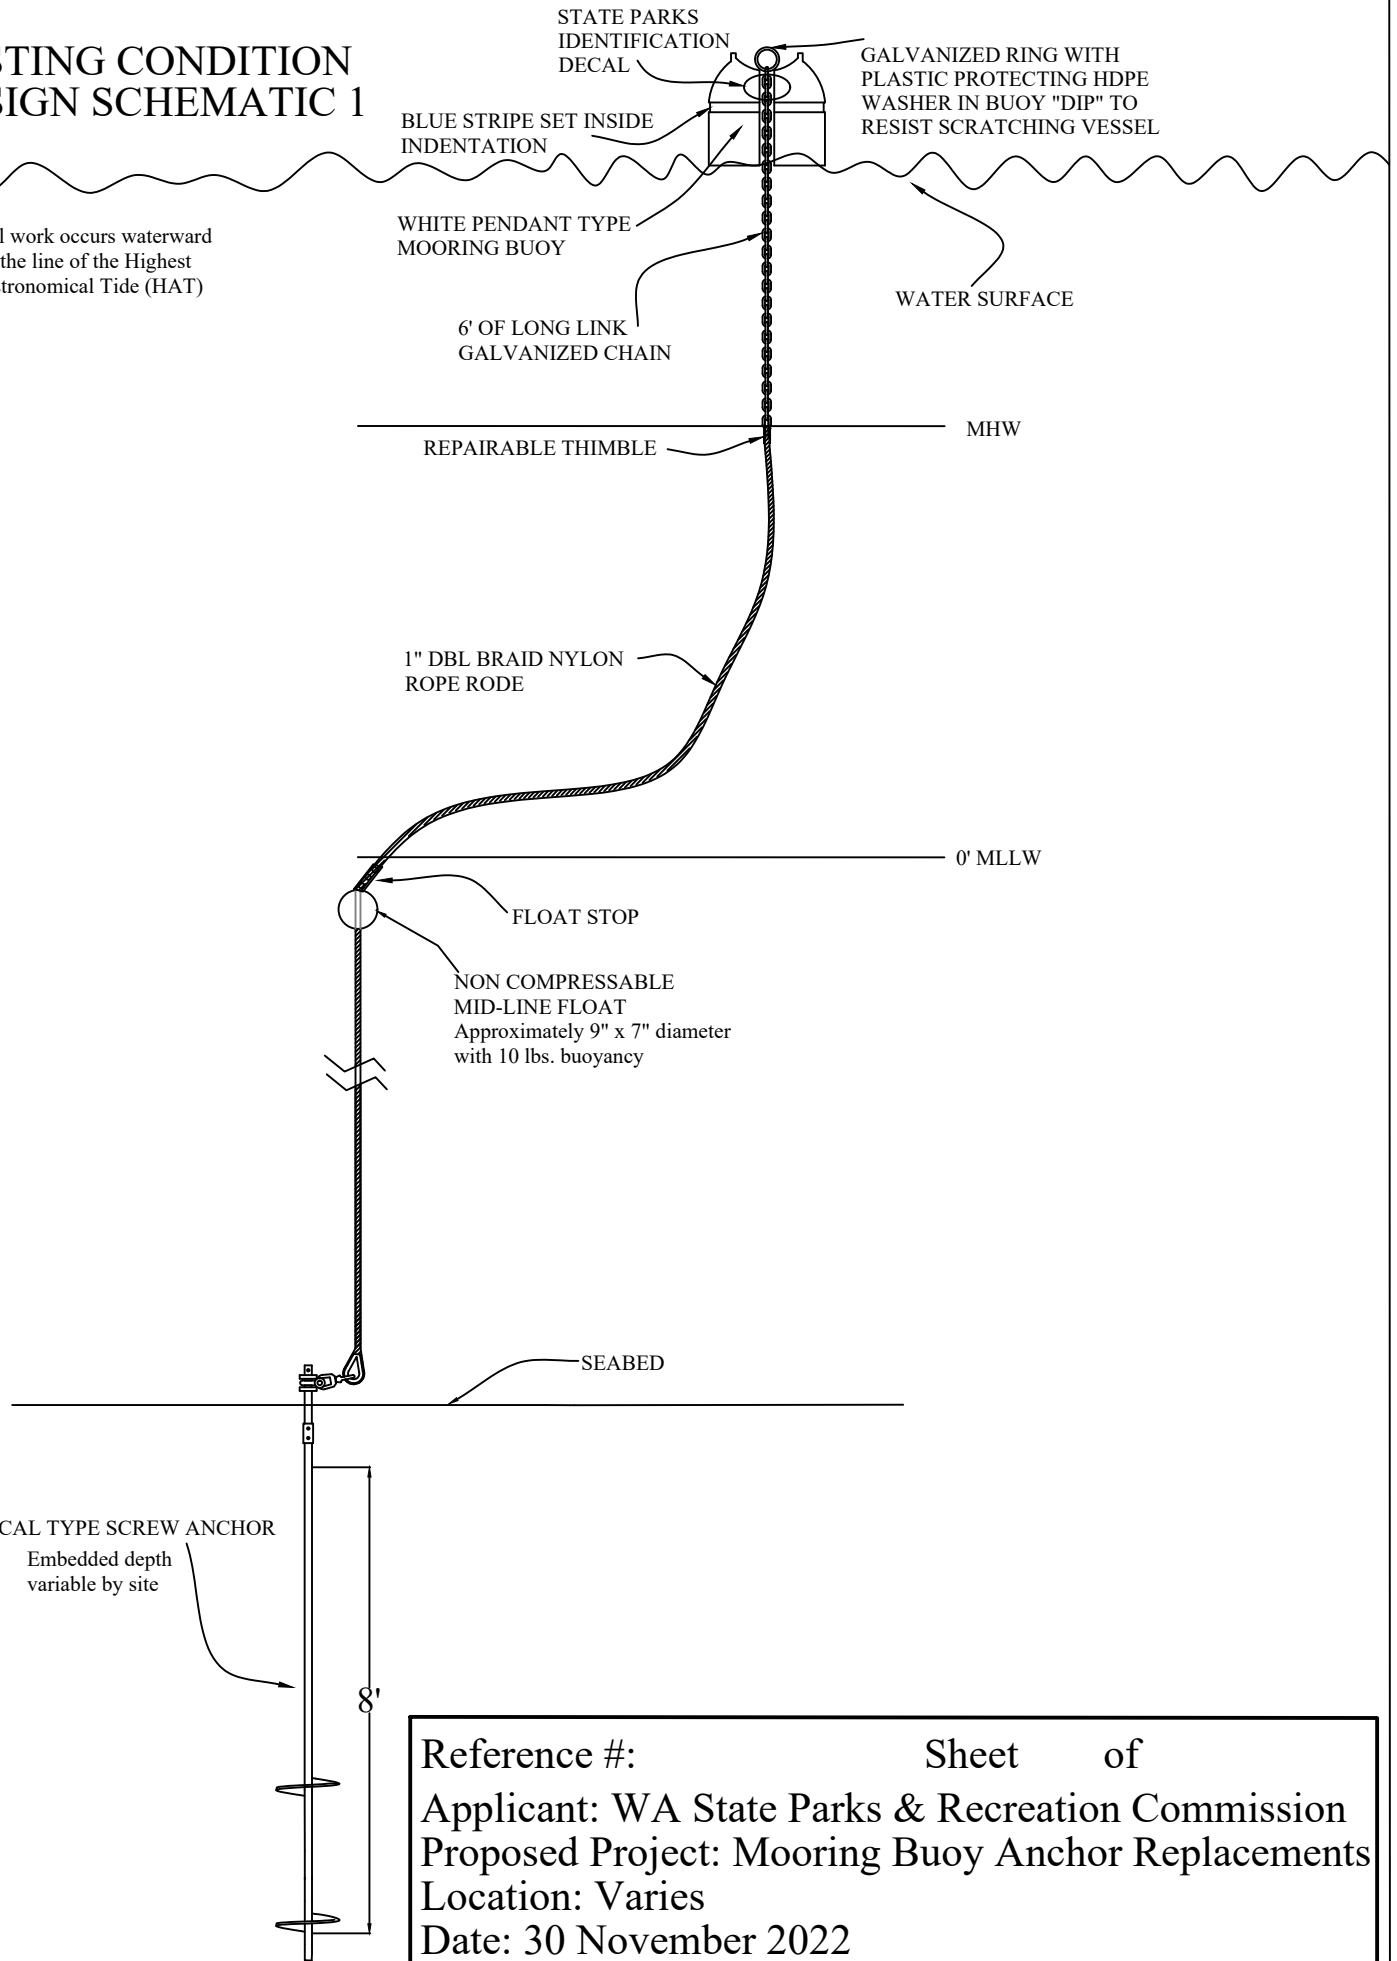 STING CONDITION
SIGN SCHEMATIC 1
STATE PARKS
IDENTIFICATION
DECAL
GALVANIZED RING WITH
PLASTIC PROTECTING HDPE
WASHER IN BUOY "DIP" TO
RESIST SCRATCHING VESSEL
BLUE STRIPE SET INSIDE
INDENTATION
l work occurs waterward
the line of the Highest
tronomical Tide (HAT)
WHITE PENDANT TYPE
MOORING BUOY
WATER SURFACE
6' OF LONG LINK
GALVANIZED CHAIN
MHW
REPAIRABLE THIMBLE
1" DBL BRAID NYLON
ROPE RODE
0' MLLW
FLOAT STOP
NON COMPRESSABLE
MID-LINE FLOAT
Approximately 9" x 7" diameter
with 10 lbs. buoyancy
SEABED
CAL TYPE SCREW ANCHOR
Embedded depth
variable by site
8'
Reference #: Sheet of
Applicant: WA State Parks & Recreation Commission
Proposed Project: Mooring Buoy Anchor Replacements
Location: Varies
Date: 30 November 2022